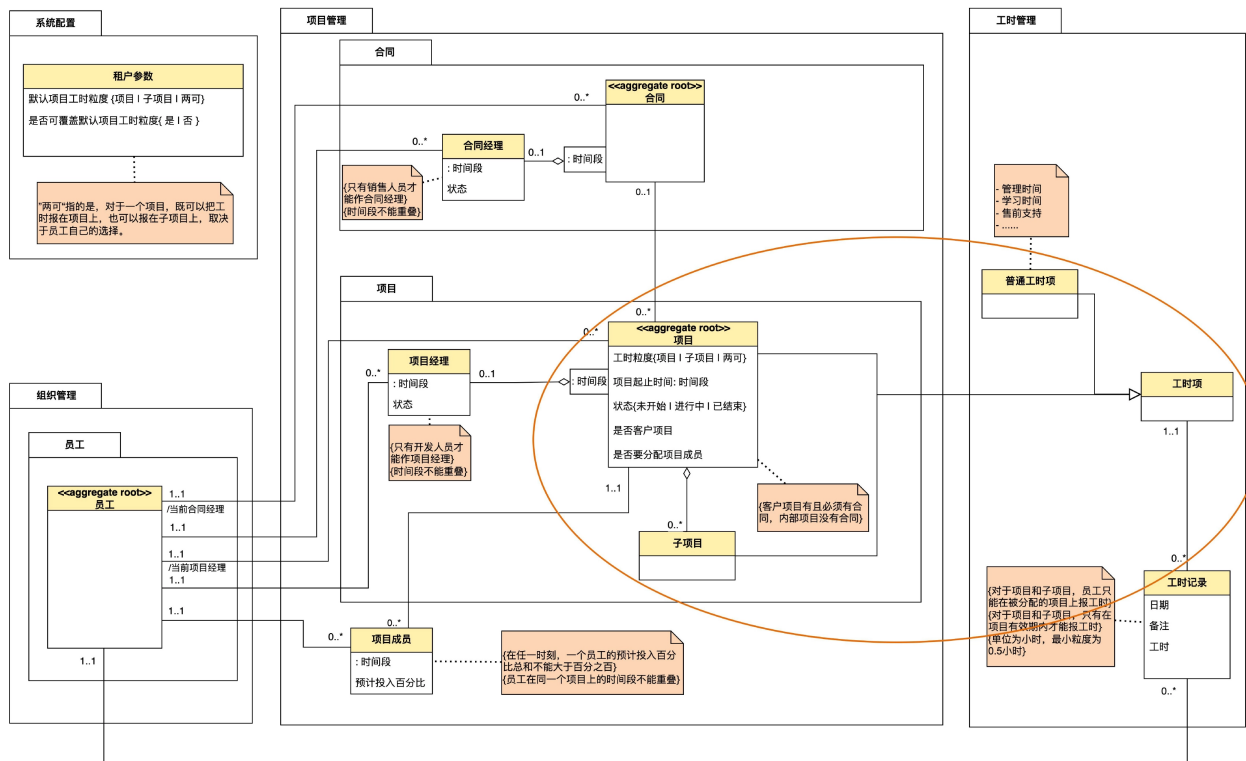 系统配置
租户参数
默认项目工时粒度 {项目 | 子项目 | 两可}
是否可覆盖默认项目工时粒度{ 是 | 否 }
"两可"指的是，对于一个项目，既可以把工
时报在项目上，也可以报在子项目上，取决
于员工自己的选择。
项目管理
合同
<<aggregate root>>
合同
0..*
0..*
合同经理
: 时间段
状态
0..1
: 时间段
{只有销售人员才
能作合同经理}
{时间段不能重叠}
0..1
项目
0..*
0..*
<<aggregate root>>
项目
工时粒度{项目 | 子项目 | 两可}
项目起止时间: 时间段
状态{未开始 | 进行中 | 已结束}
是否客户项目
是否要分配项目成员
: 时间段
0..1
0..*
项目经理
: 时间段
状态
{只有开发人员才
能作项目经理}
{时间段不能重叠}
1..1
{客户项目有且必须有合
同，内部项目没有合同}
0..*
子项目
0..*
0..*
项目成员
: 时间段
预计投入百分比
{在任一时刻，一个员工的预计投入百分
比总和不能大于百分之百}
{员工在同一个项目上的时间段不能重叠}
组织管理
员工
<<aggregate root>>
员工
1..1
/当前合同经理
1..1
1..1
/当前项目经理
1..1
1..1
1..1
工时管理
- 管理时间
- 学习时间
- 售前支持
- ......
普通工时项
工时项
1..1
0..*
工时记录
日期
备注
工时
0..*
{对于项目和子项目，员工只
能在被分配的项目上报工时}
{对于项目和子项目，只有在
项目有效期内才能报工时}
{单位为小时，最小粒度为
0.5小时}